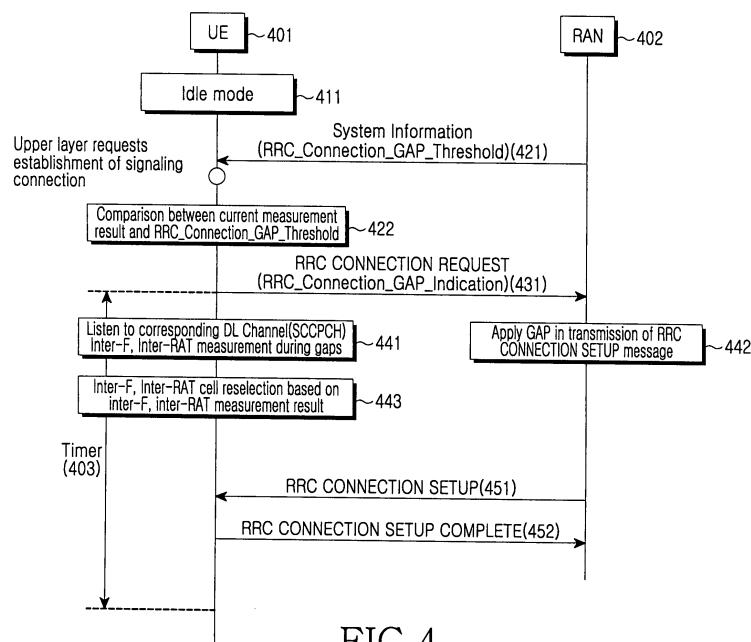 UE
401
RAN
402
Idle mode
411
System Information
(RRC_Connection_GAP_Threshold)(421)
Upper layer requests
establishment of signaling
connection
Comparison between current measurement
result and RRC_Connection_GAP_Threshold
422
RRC CONNECTION REQUEST
(RRC_Connection_GAP_Indication)(431)
Listen to corresponding DL Channel(SCCPCH)
Inter-F, Inter-RAT measurement during gaps
441
Apply GAP in transmission of RRC
CONNECTION SETUP message
442
Inter-F, Inter-RAT cell reselection based on
inter-F, inter-RAT measurement result
443
Timer
(403)
RRC CONNECTION SETUP(451)
RRC CONNECTION SETUP COMPLETE(452)
FIG.4